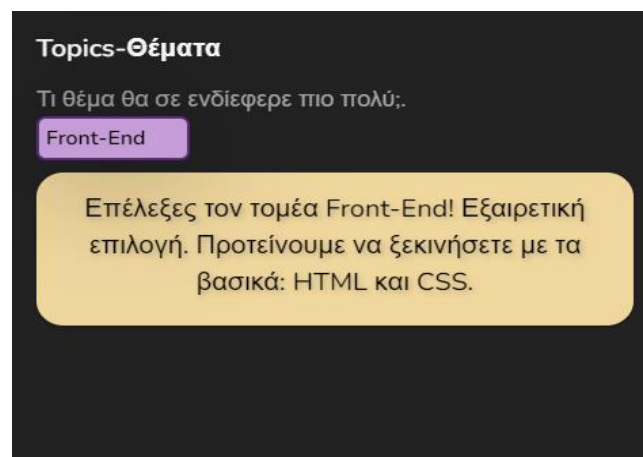 Topics-Θέματα
Τι θέμα θα σε ενδίεφερε πιο πολύ;.
Front-End
Επέλεξες τον τομέα Front-End! Εξαιρετική
επιλογή. Προτείνουμε να ξεκινήσετε με τα
βασικά: HTML και CSS.